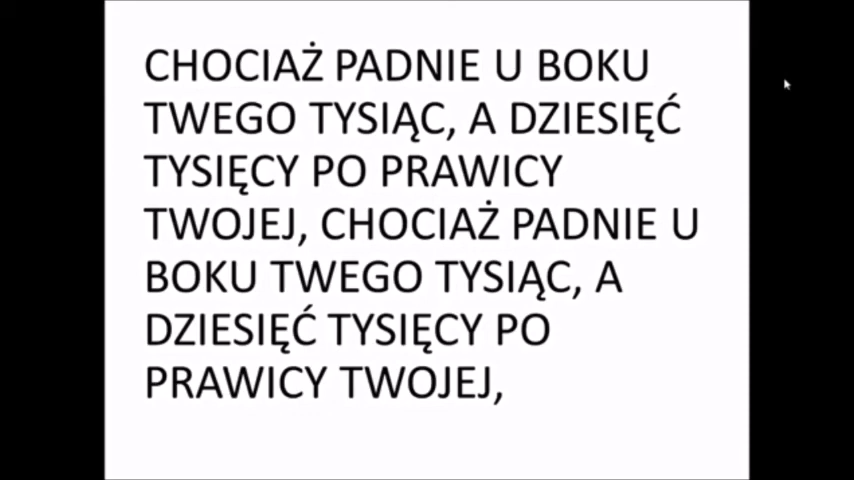 CHOCIAŻ PADNIE U BOKU
TWEGO TYSIĄC, A DZIESIĘĆ
TYSIĘCY PO PRAWICY
TWOJEJ, CHOCIAŻ PADNIE U
BOKU TWEGO TYSIĄC, A
DZIESIĘĆ TYSIĘCY PO
PRAWICY TWOJEJ,